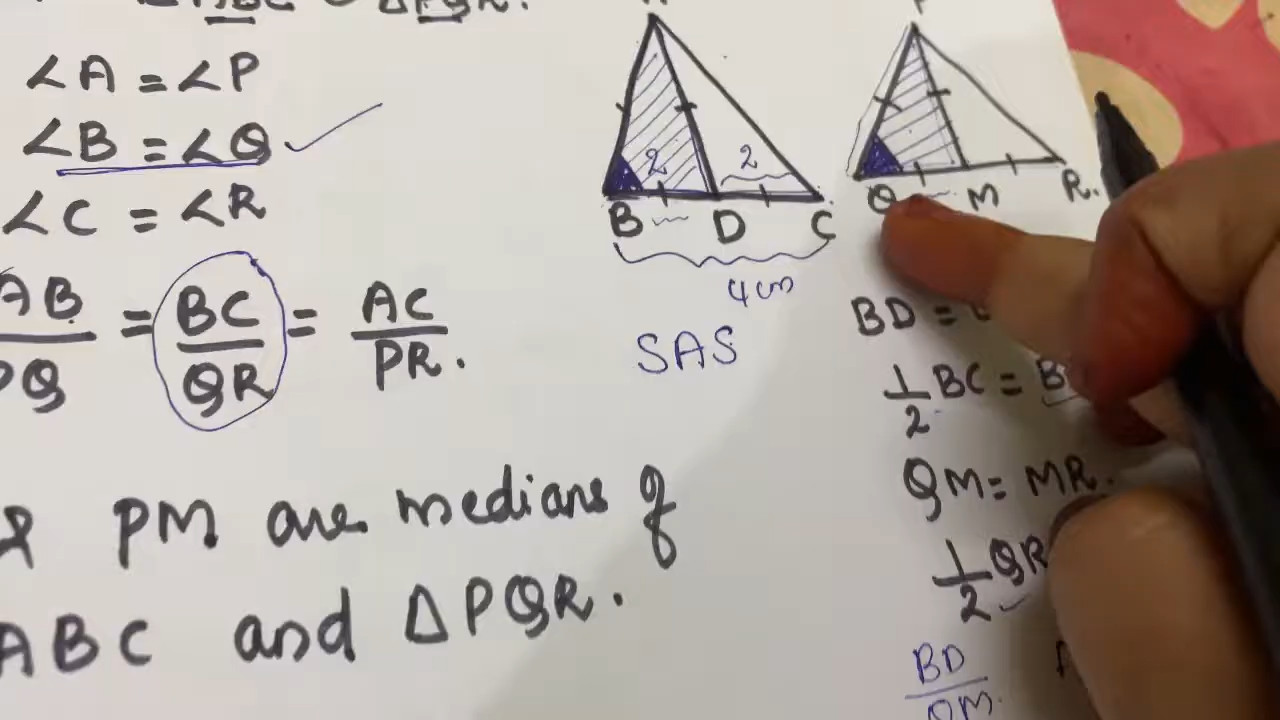 ΔPQR.
∠A = ∠P
∠B = ∠Q ✓
∠C = ∠R
AB/PQ = BC/QR = AC/PR.
PM are medians of
ABC and ΔPQR.
2 2
B D C
4cm
SAS
Q M R.
BD =
1/2 BC =
QM = MR.
1/2 QR
BD/QM.